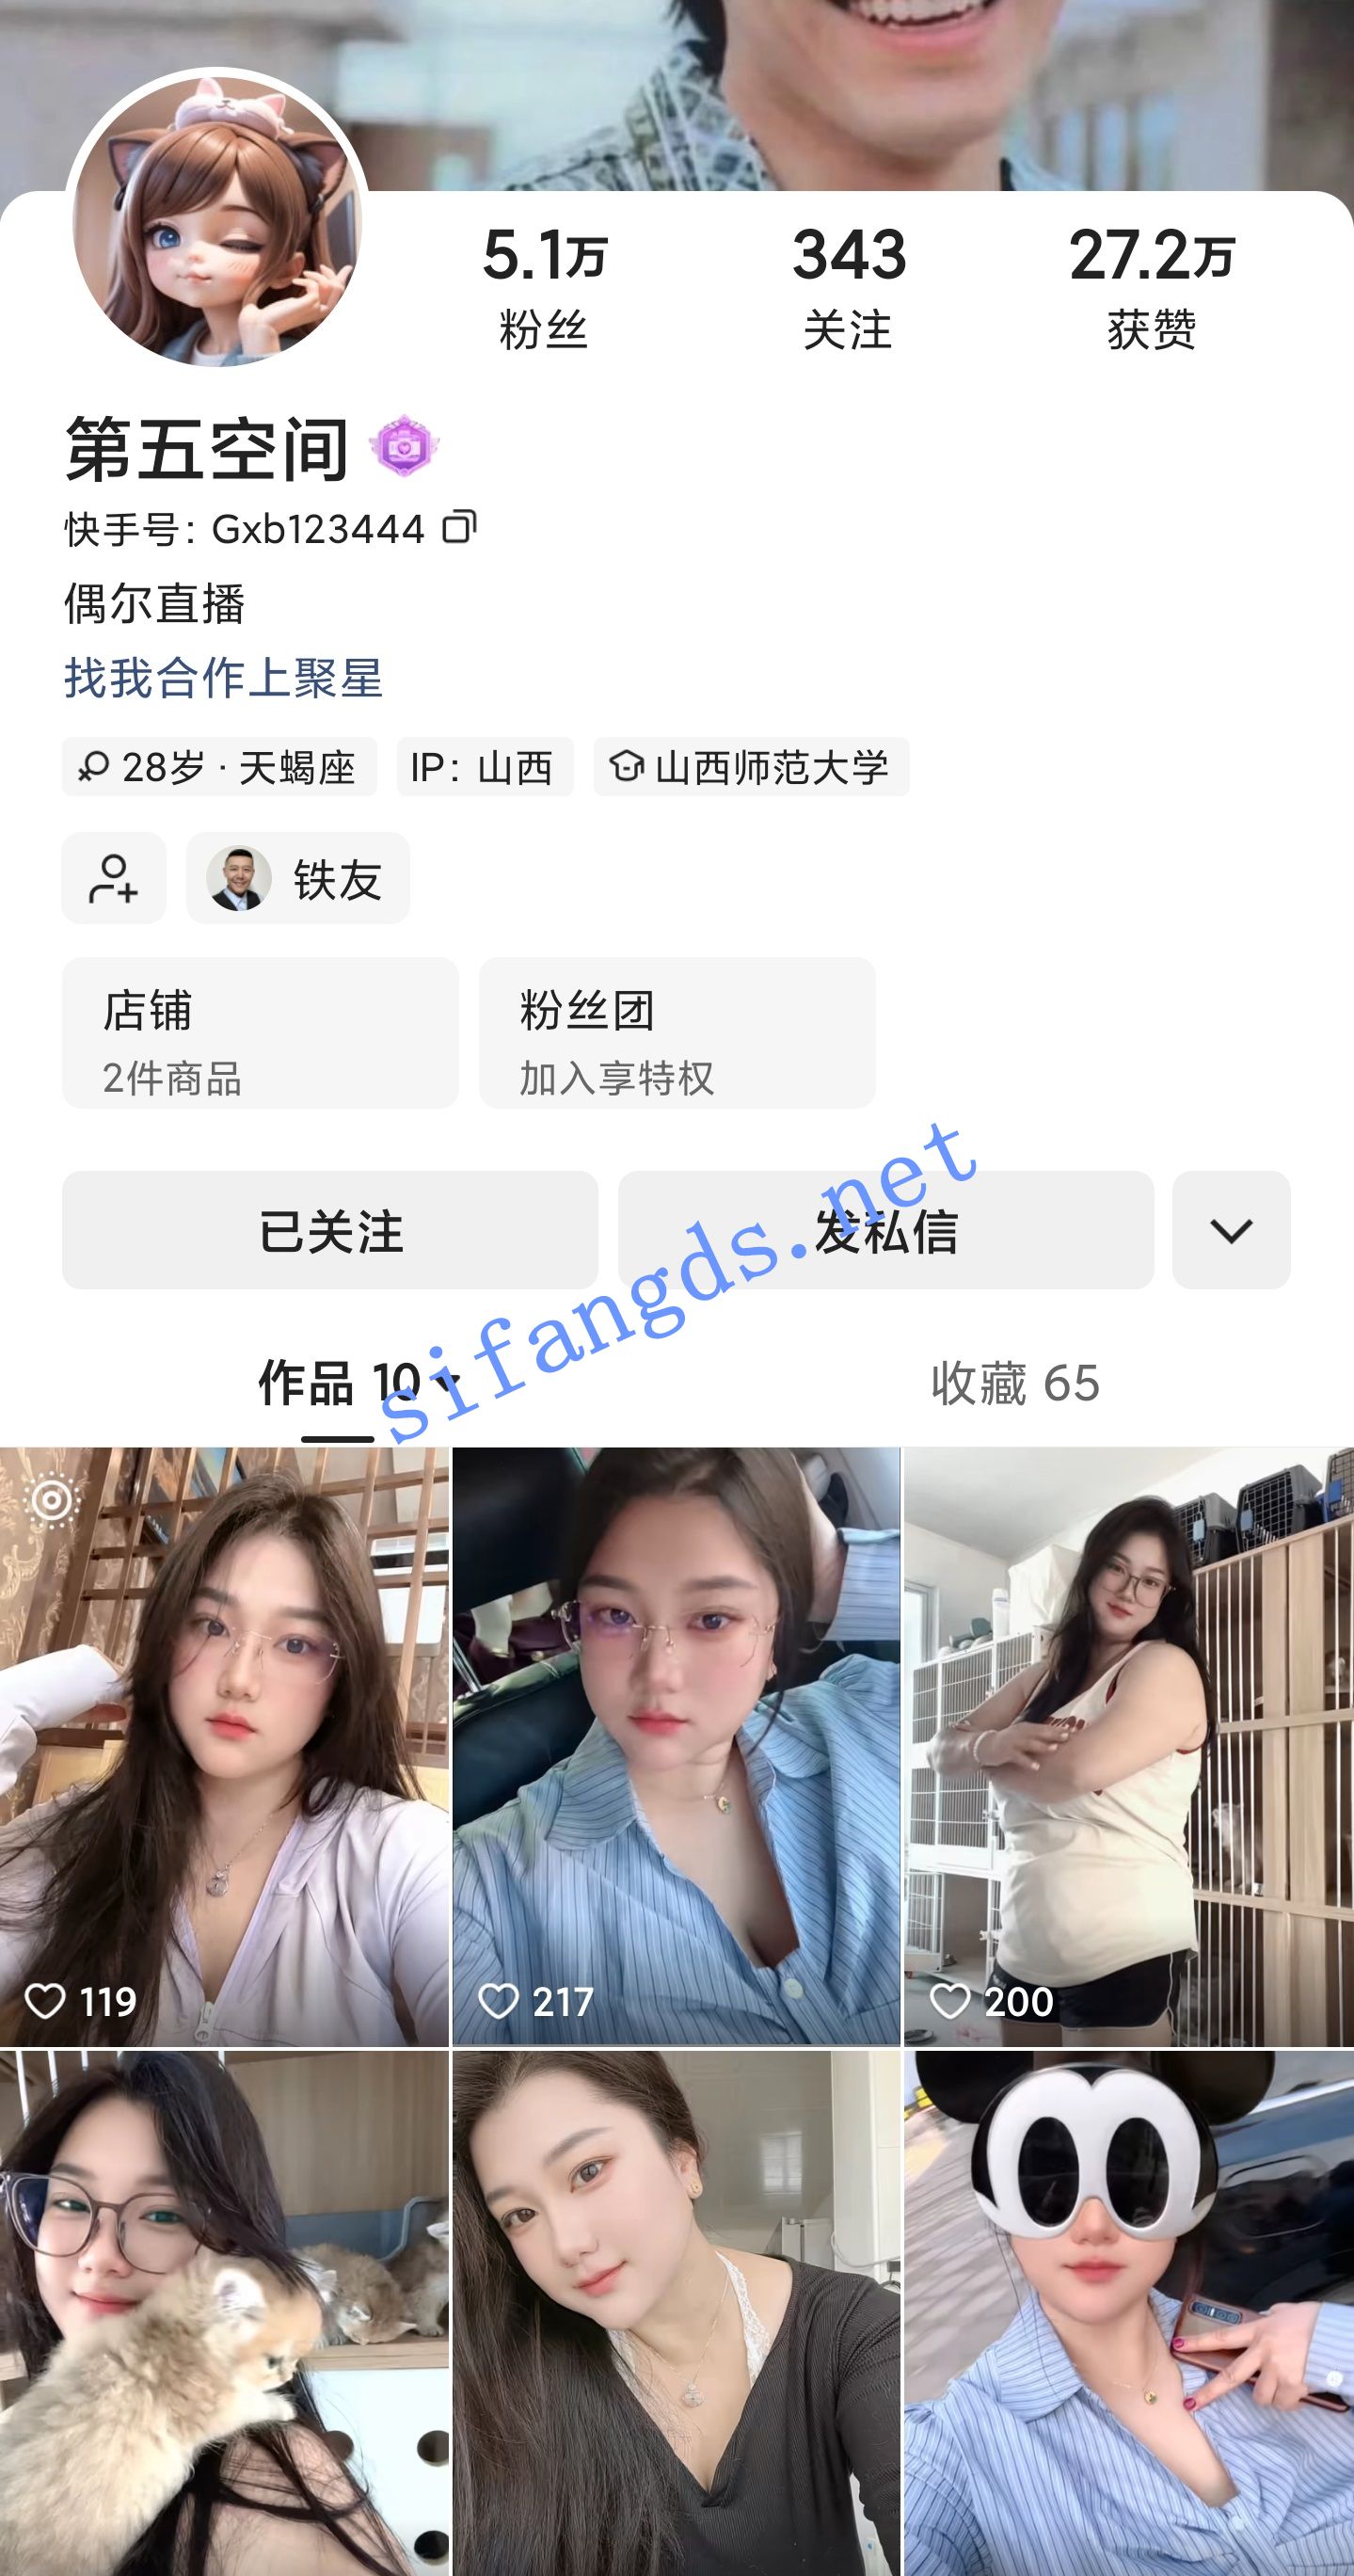 5.1万 343 27.2万
粉丝 关注 获赞
第五空间
快手号: Gxb123444
偶尔直播
找我合作上聚星
28岁 · 天蝎座 IP: 山西 山西师范大学
铁友
店铺 粉丝团
2件商品 加入享特权
已关注 发私信
sifangds.net
作品 10 收藏 65
119 217 200